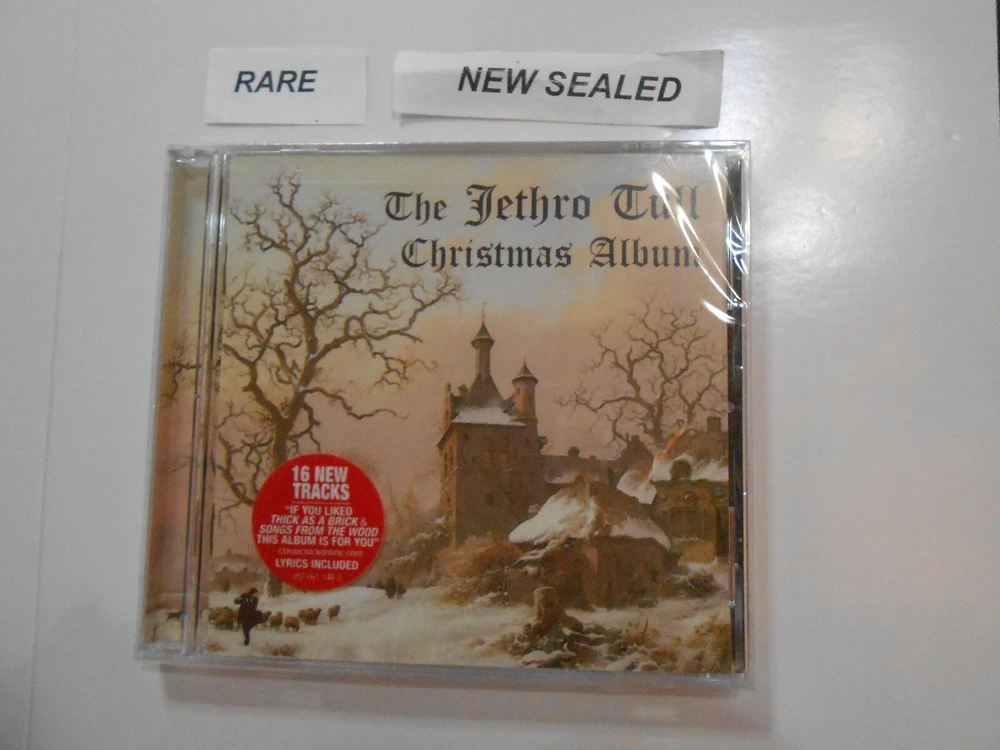 RARE
NEW SEALED
The Jethro Tull
Christmas Album
16 NEW
TRACKS
"IF YOU LIKED
THICK AS A BRICK &
SONGS FROM THE WOOD
THIS ALBUM IS FOR YOU"
LYRICS INCLUDED